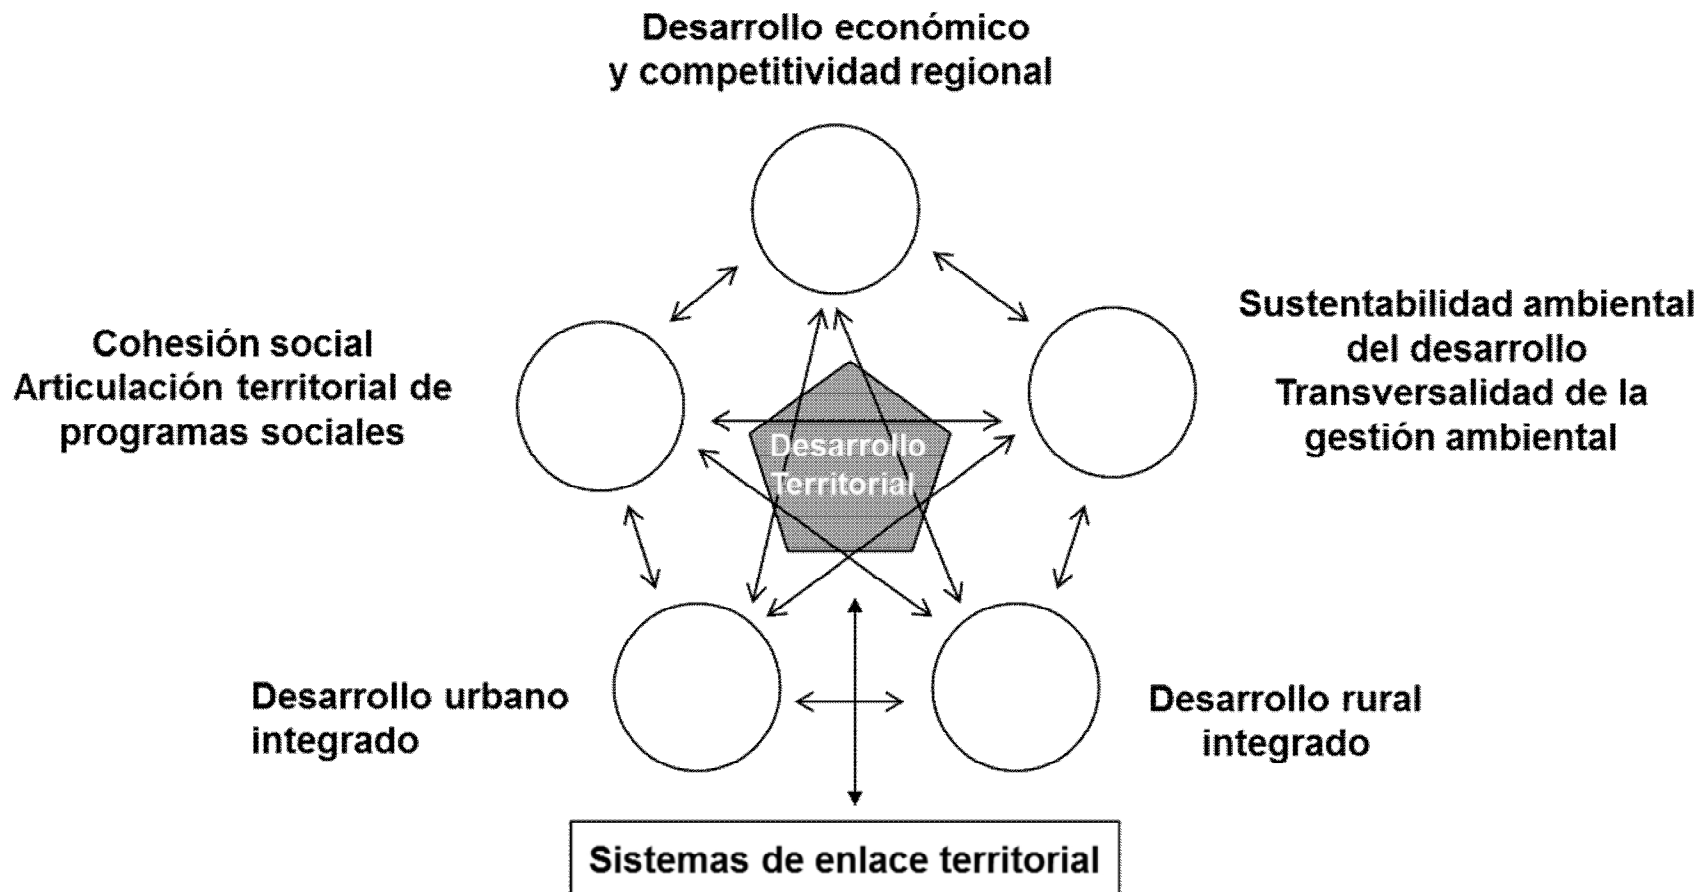 Desarrollo económico
y competitividad regional
Cohesión social
Articulación territorial de
programas sociales
Sustentabilidad ambiental
del desarrollo
Transversalidad de la
gestión ambiental
Desarrollo
Territorial
Desarrollo urbano
integrado
Desarrollo rural
integrado
Sistemas de enlace territorial